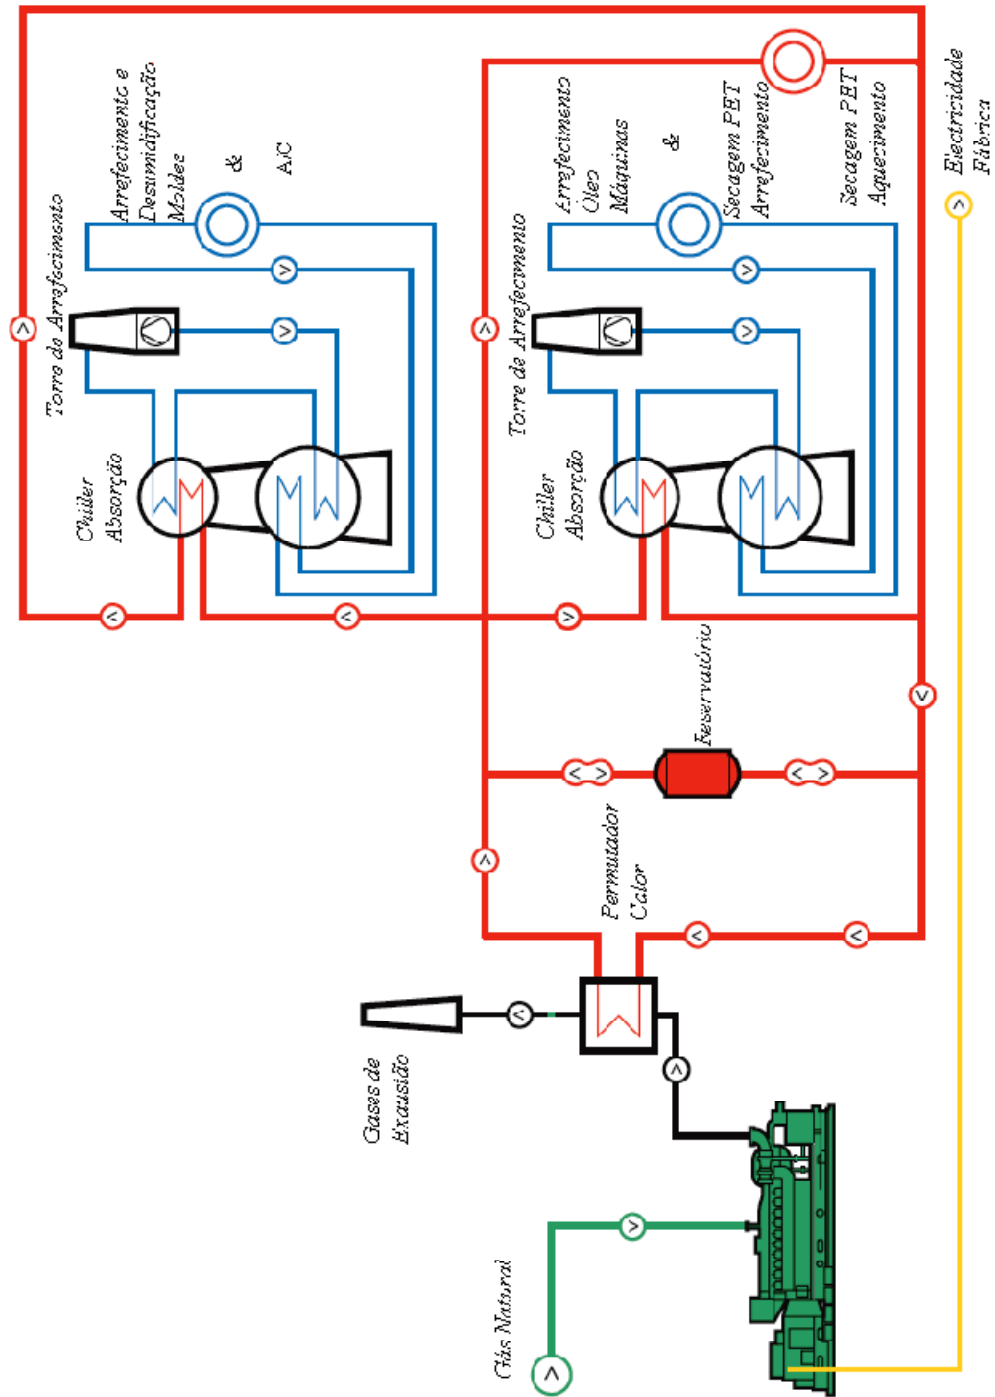 Gás Natural
Gases de
Exausião
Permutador
Calor
Reservatório
Chiller
Absorção
Torre de Arrefecimento
Arrefecimento e
Desumidificação
Moldes
&
A/C
Chiller
Absorção
Torre de Arrefecimento
Arrefecimento
Óleo
Máquinas
&
Secagem PET
Arrefecimento
Secagem PET
Aquecimento
Electricidade
Fábrica